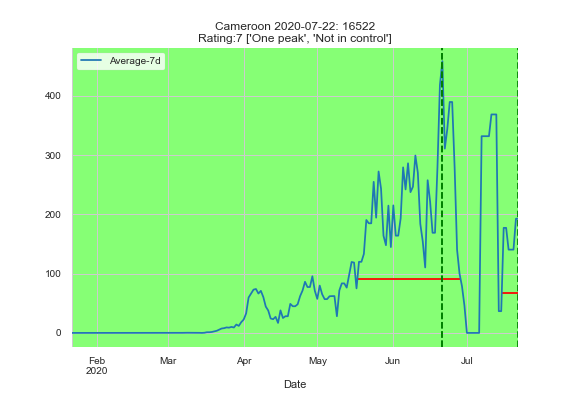 Cameroon 2020-07-22: 16522
Rating:7 ['One peak', 'Not in control']
Average-7d
400
300
200
100
0
Feb Mar Apr May Jun Jul
2020
Date